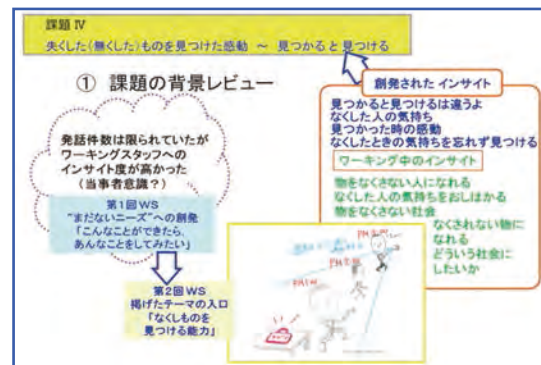 課題Ⅳ
失くした(無くした)ものを見つけた感動 ～ 見つかると見つける
① 課題の背景レビュー
発話件数は限られていたが
ワーキングスタッフへの
インサイト度が高かった
(当事者意識?)
第1回WS
“まだないニーズ”への創発
「こんなことができたら、
あんなことをしてみたい」
第2回WS
掲げたテーマの入口
「なくしものを
見つける能力」
創発された インサイト
見つかると見つけるは違うよ
なくした人の気持ち
見つかった時の感動
なくしたときの気持ちを忘れず見つける
ワーキング中のインサイト
物をなくさない人になれる
なくした人の気持をおしはかる
物をなくさない社会
なくされない物に
なれる
どういう社会に
したいか